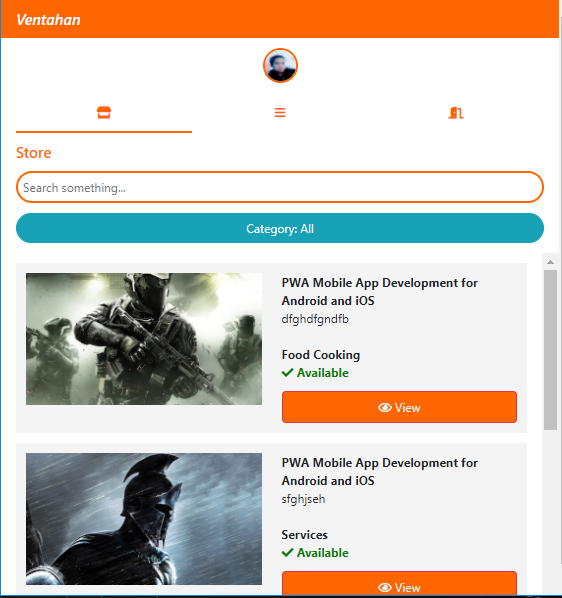 Ventahan
Store
Search something...
Category: All
PWA Mobile App Development for
Android and iOS
dfghdfgndfb
Food Cooking
Available
View
PWA Mobile App Development for
Android and iOS
sfghjseh
Services
Available
View